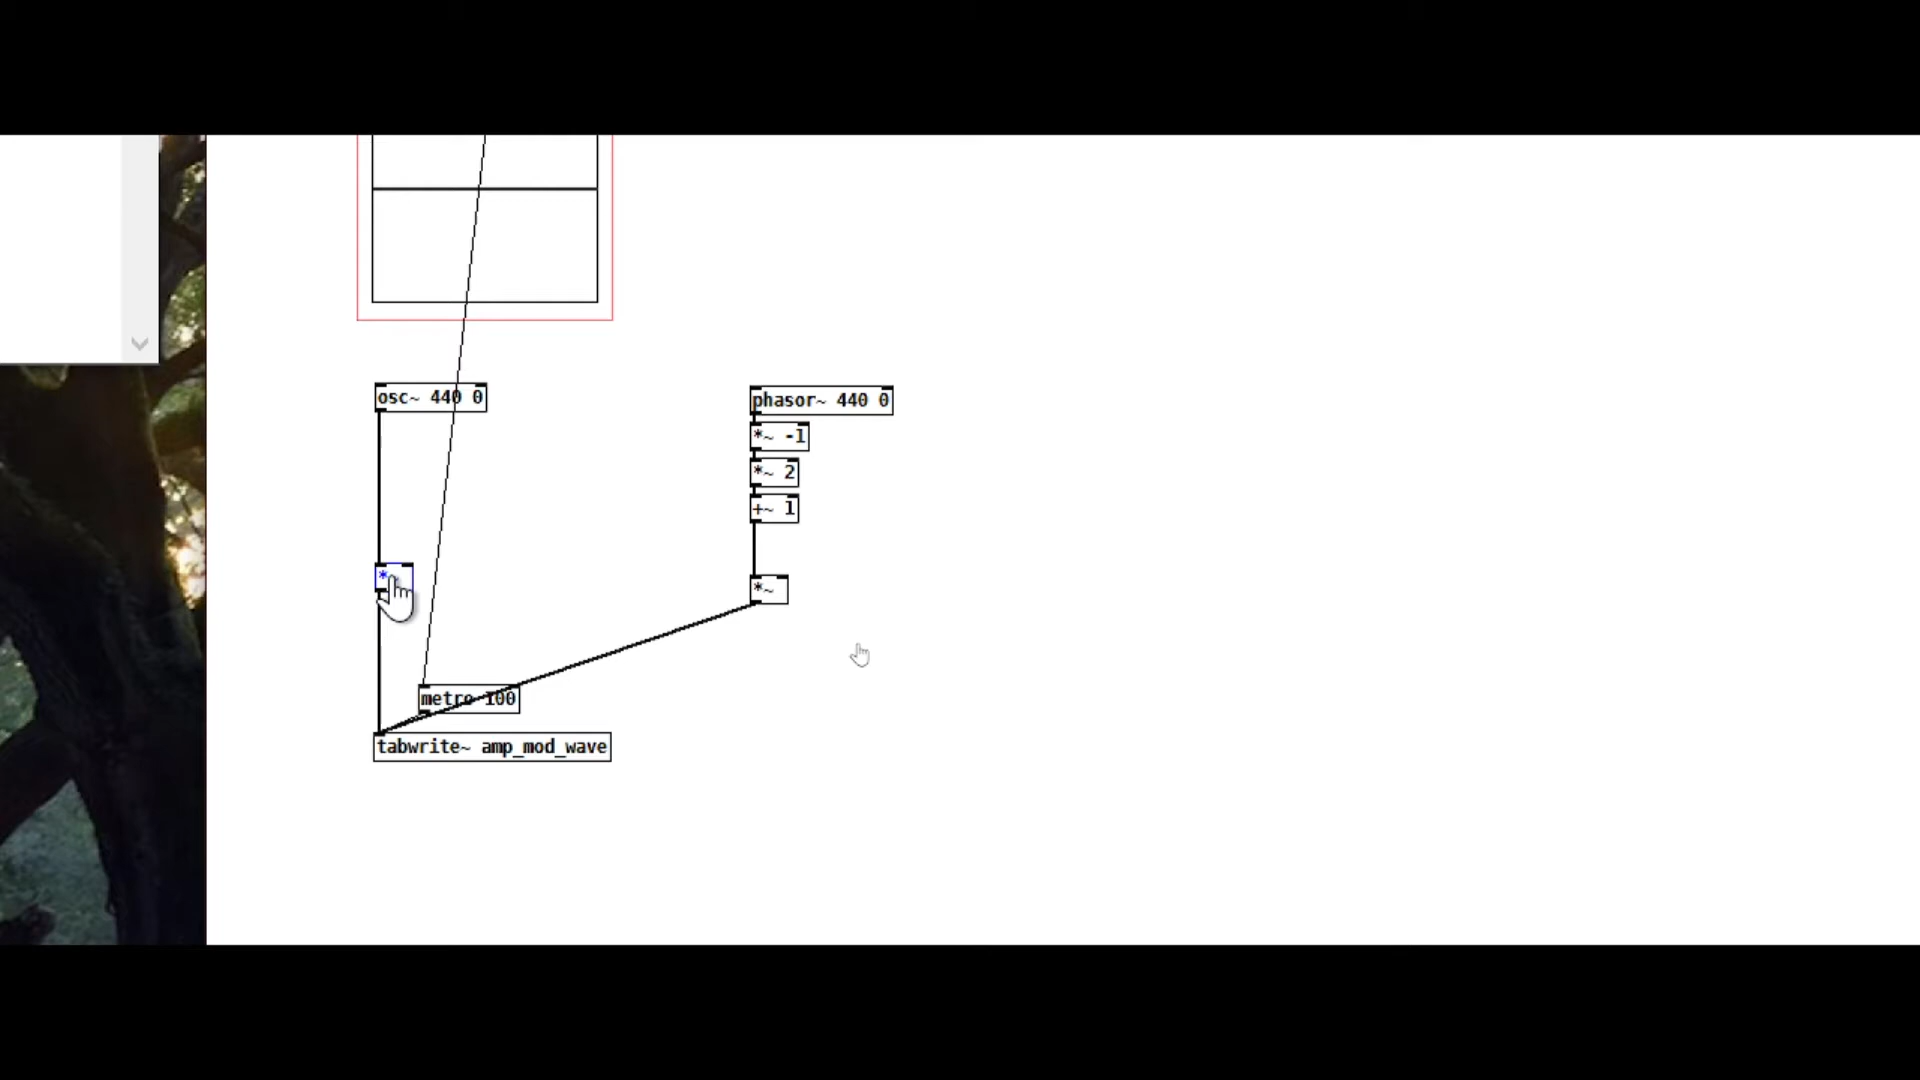 osc~ 440 0
phasor~ 440 0
*~ -1
*~ 2
+~ 1
*~
metro 100
tabwrite~ amp_mod_wave